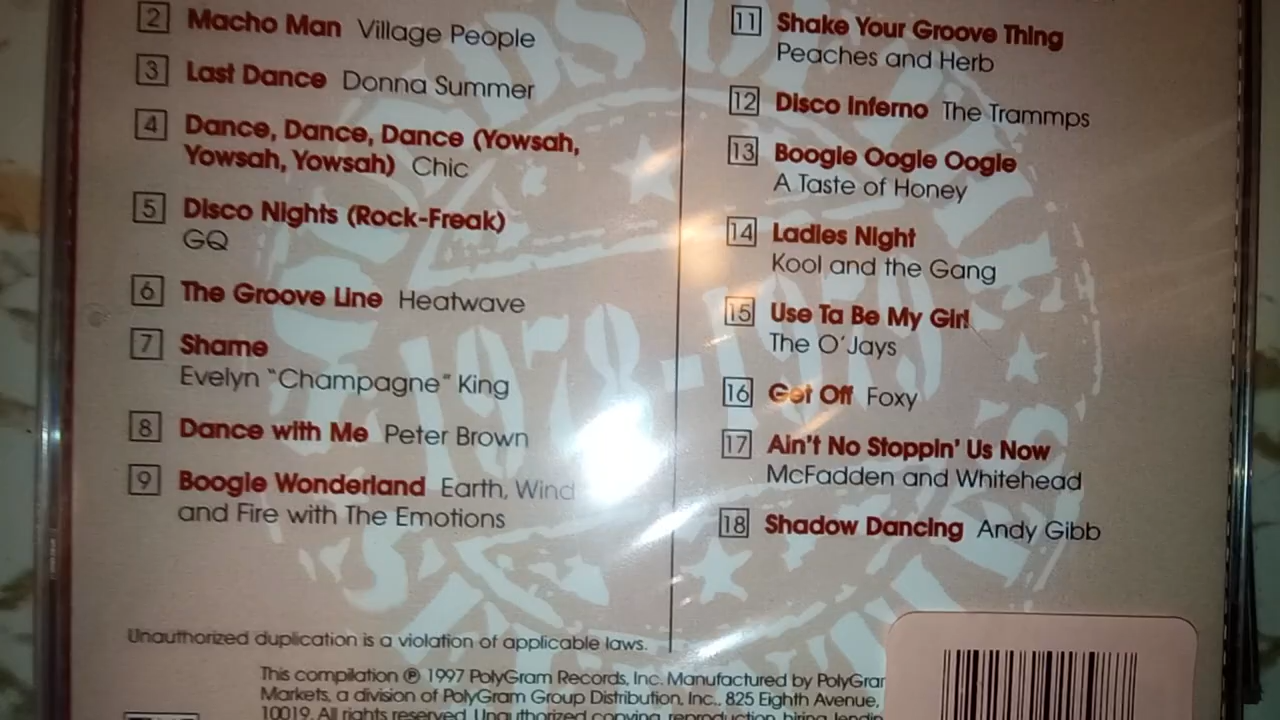 2 Macho Man Village People
3 Last Dance Donna Summer
4 Dance, Dance, Dance (Yowsah,
Yowsah, Yowsah) Chic
5 Disco Nights (Rock-Freak)
GQ
6 The Groove Line Heatwave
7 Shame
Evelyn "Champagne" King
8 Dance with Me Peter Brown
9 Boogie Wonderland Earth, Wind
and Fire with The Emotions
11 Shake Your Groove Thing
Peaches and Herb
12 Disco Inferno The Trammps
13 Boogie Oogie Oogie
A Taste of Honey
14 Ladies Night
Kool and the Gang
15 Use Ta Be My Girl
The O'Jays
16 Get Off Foxy
17 Ain't No Stoppin' Us Now
McFadden and Whitehead
18 Shadow Dancing Andy Gibb
1978-1979
Unauthorized duplication is a violation of applicable laws.
This compilation ℗ 1997 PolyGram Records, Inc. Manufactured by PolyGram
Markets, a division of PolyGram Group Distribution, Inc., 825 Eighth Avenue,
10019. All rights reserved. Unauthorized copying, reproduction, hiring, lending